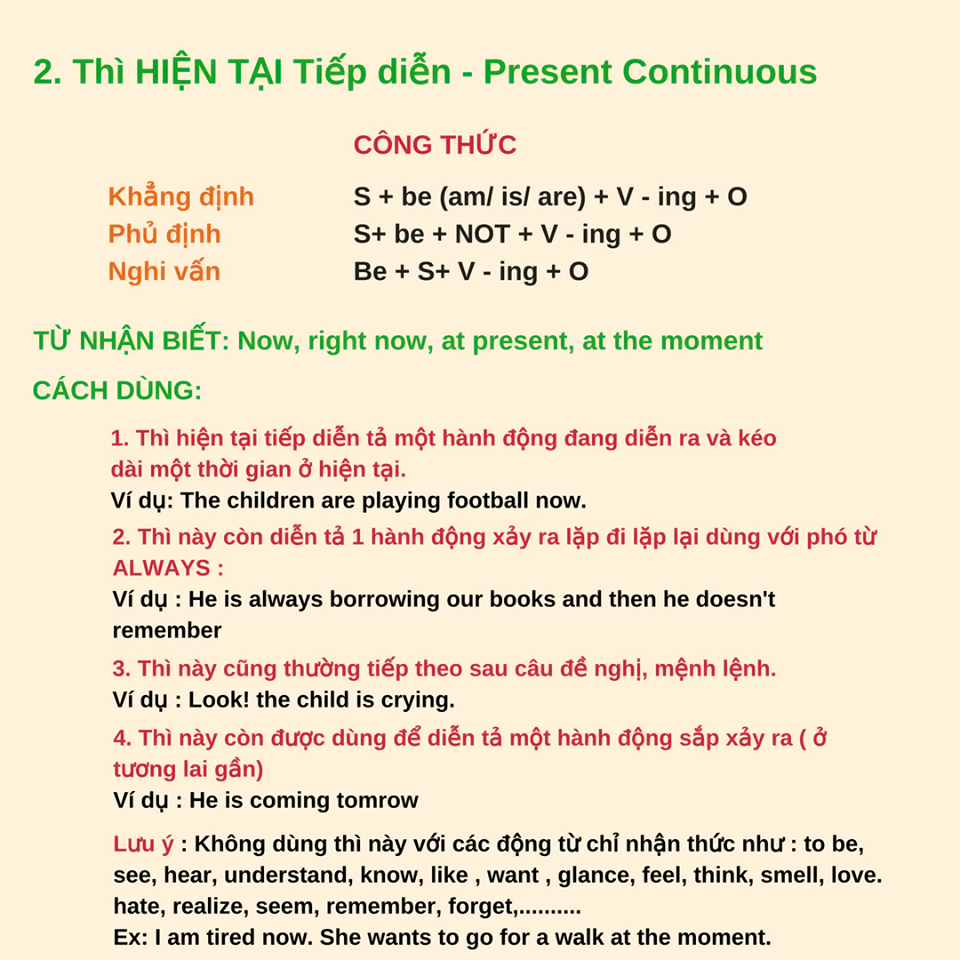 2. Thì HIỆN TẠI Tiếp diễn - Present Continuous
CÔNG THỨC
Khẳng định S + be (am/ is/ are) + V - ing + O
Phủ định S+ be + NOT + V - ing + O
Nghi vấn Be + S+ V - ing + O
TỪ NHẬN BIẾT: Now, right now, at present, at the moment
CÁCH DÙNG:
1. Thì hiện tại tiếp diễn tả một hành động đang diễn ra và kéo
dài một thời gian ở hiện tại.
Ví dụ: The children are playing football now.
2. Thì này còn diễn tả 1 hành động xảy ra lặp đi lặp lại dùng với phó từ
ALWAYS :
Ví dụ : He is always borrowing our books and then he doesn't
remember
3. Thì này cũng thường tiếp theo sau câu đề nghị, mệnh lệnh.
Ví dụ : Look! the child is crying.
4. Thì này còn được dùng để diễn tả một hành động sắp xảy ra ( ở
tương lai gần)
Ví dụ : He is coming tomrow
Lưu ý : Không dùng thì này với các động từ chỉ nhận thức như : to be,
see, hear, understand, know, like , want , glance, feel, think, smell, love.
hate, realize, seem, remember, forget,..........
Ex: I am tired now. She wants to go for a walk at the moment.